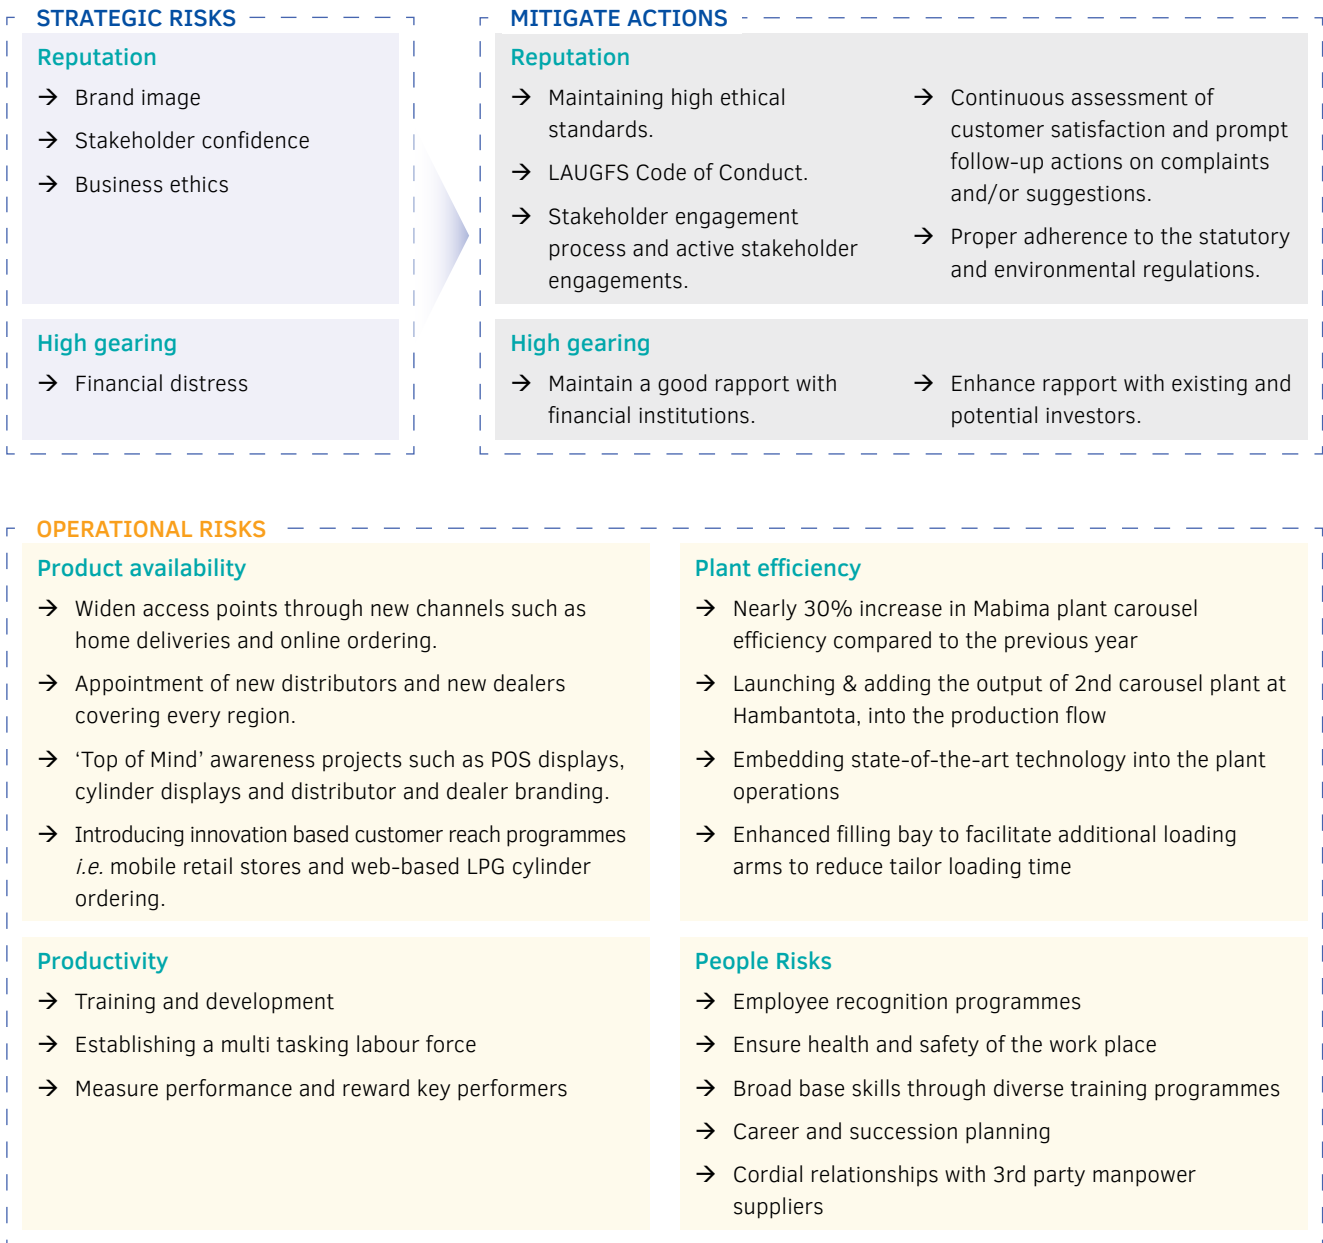 STRATEGIC RISKS
Reputation
→ Brand image
→ Stakeholder confidence
→ Business ethics
High gearing
→ Financial distress
MITIGATE ACTIONS
Reputation
→ Maintaining high ethical
standards.
→ LAUGFS Code of Conduct.
→ Stakeholder engagement
process and active stakeholder
engagements.
→ Continuous assessment of
customer satisfaction and prompt
follow-up actions on complaints
and/or suggestions.
→ Proper adherence to the statutory
and environmental regulations.
High gearing
→ Maintain a good rapport with
financial institutions.
→ Enhance rapport with existing and
potential investors.
OPERATIONAL RISKS
Product availability
→ Widen access points through new channels such as
home deliveries and online ordering.
→ Appointment of new distributors and new dealers
covering every region.
→ ‘Top of Mind’ awareness projects such as POS displays,
cylinder displays and distributor and dealer branding.
→ Introducing innovation based customer reach programmes
i.e. mobile retail stores and web-based LPG cylinder
ordering.
Plant efficiency
→ Nearly 30% increase in Mabima plant carousel
efficiency compared to the previous year
→ Launching & adding the output of 2nd carousel plant at
Hambantota, into the production flow
→ Embedding state-of-the-art technology into the plant
operations
→ Enhanced filling bay to facilitate additional loading
arms to reduce tailor loading time
Productivity
→ Training and development
→ Establishing a multi tasking labour force
→ Measure performance and reward key performers
People Risks
→ Employee recognition programmes
→ Ensure health and safety of the work place
→ Broad base skills through diverse training programmes
→ Career and succession planning
→ Cordial relationships with 3rd party manpower
suppliers